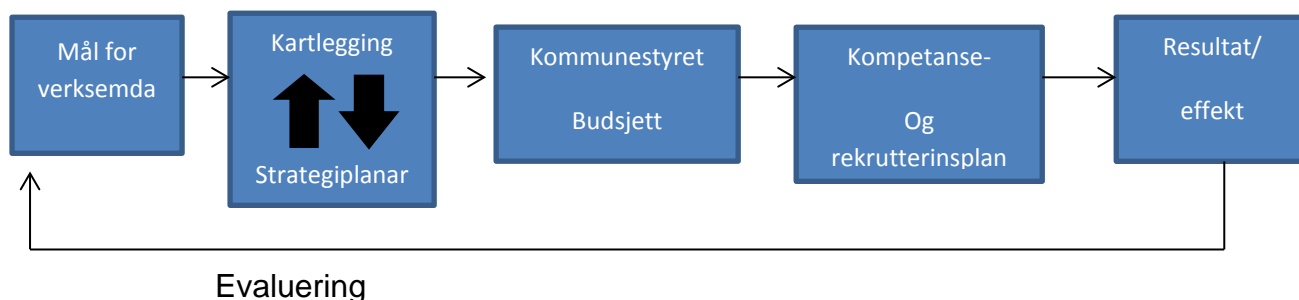 Mål for
verksemda
Kartlegging
Strategiplanar
Kommunestyret
Budsjett
Kompetanse-
Og
rekrutterinsplan
Resultat/
effekt
Evaluering